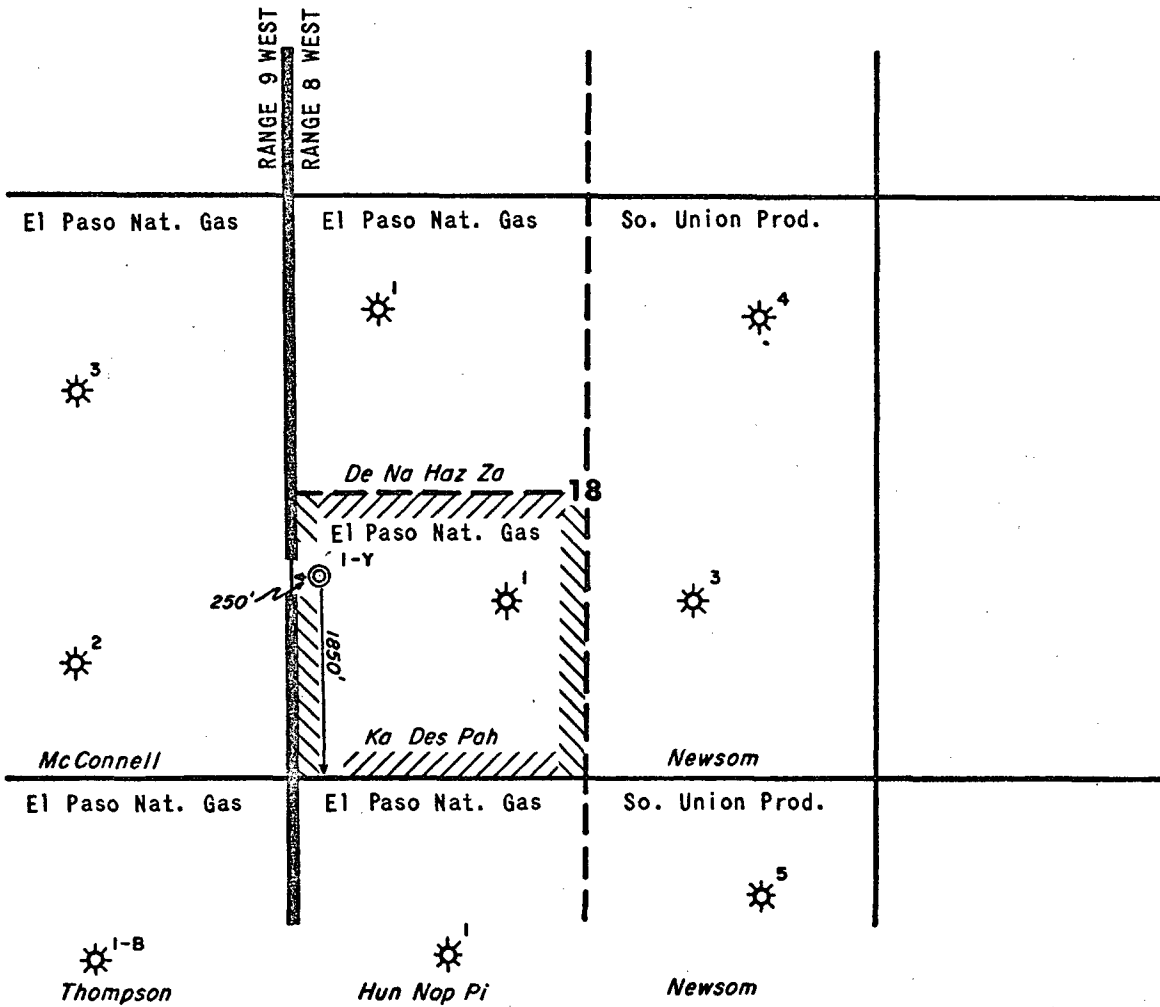 RANGE 9 WEST
RANGE 8 WEST
El Paso Nat. Gas
El Paso Nat. Gas
So. Union Prod.
1
4
3
De Na Haz Za
18
El Paso Nat. Gas
1-Y
250'
1
3
1850'
2
Ka Des Pah
McConnell
Newsom
El Paso Nat. Gas
El Paso Nat. Gas
So. Union Prod.
5
1-B
1
Thompson
Hun Nop Pi
Newsom